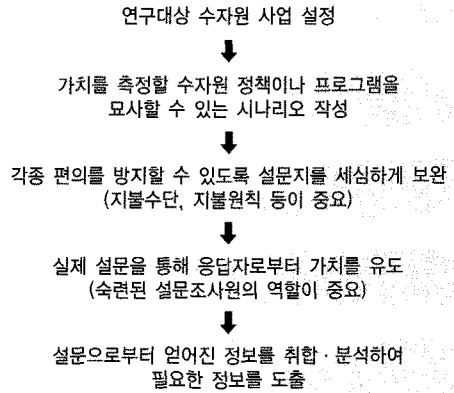 연구대상 수자원 사업 설정
가치를 측정할 수자원 정책이나 프로그램을
묘사할 수 있는 시나리오 작성
각종 편의를 방지할 수 있도록 설문지를 세심하게 보완
(지불수단, 지불원칙 등이 중요)
실제 설문을 통해 응답자로부터 가치를 유도
(숙련된 설문조사원의 역할이 중요)
설문으로부터 얻어진 정보를 취합·분석하여
필요한 정보를 도출